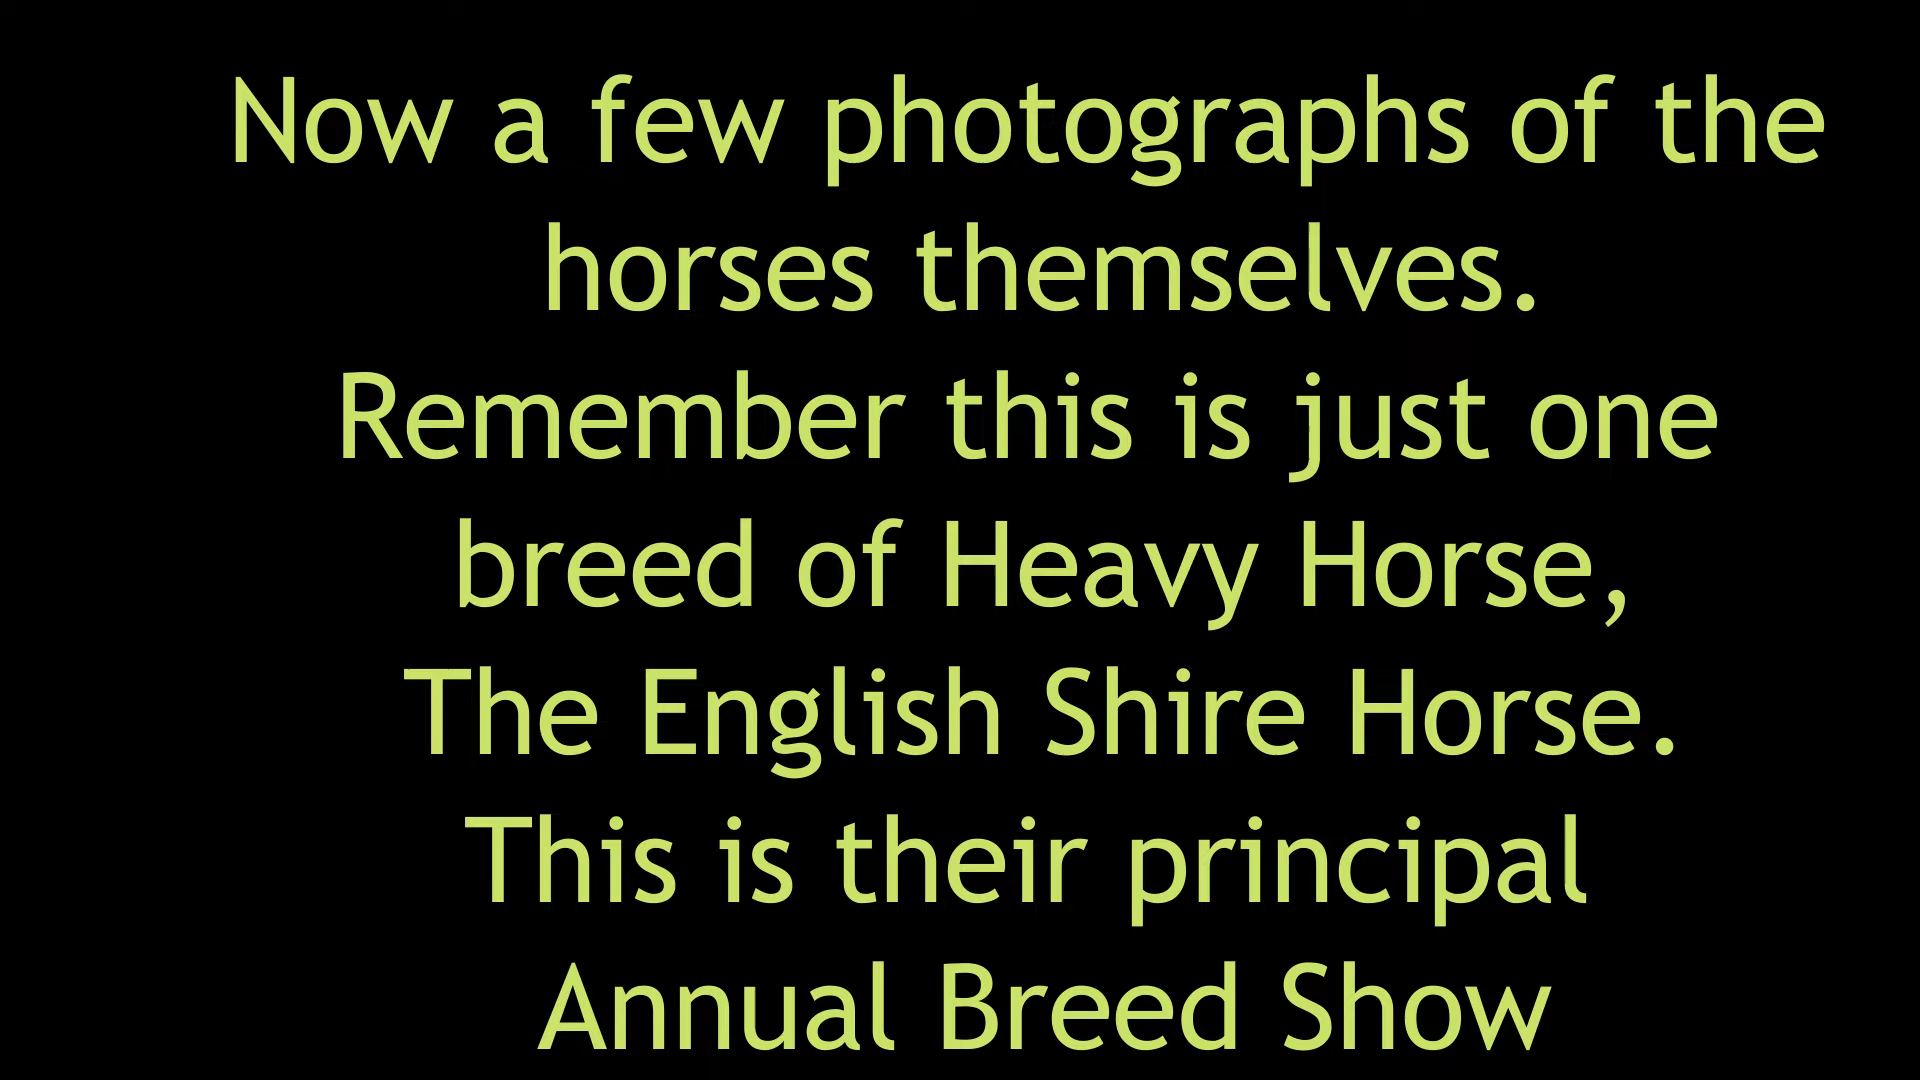 Now a few photographs of the
horses themselves.
Remember this is just one
breed of Heavy Horse,
The English Shire Horse.
This is their principal
Annual Breed Show